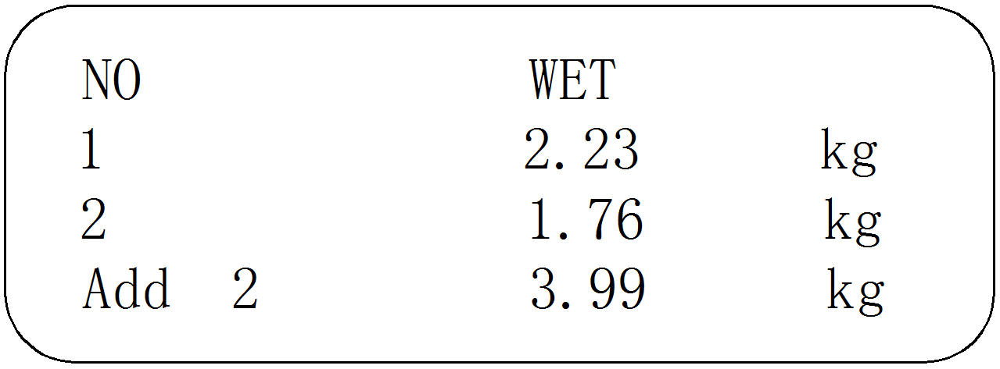 NO WET
1 2.23 kg
2 1.76 kg
Add 2 3.99 kg